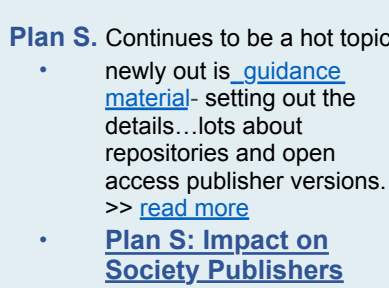 Plan S. Continues to be a hot topic
• newly out is guidance
material- setting out the
details…lots about
repositories and open
access publisher versions.
>> read more
• Plan S: Impact on
Society Publishers